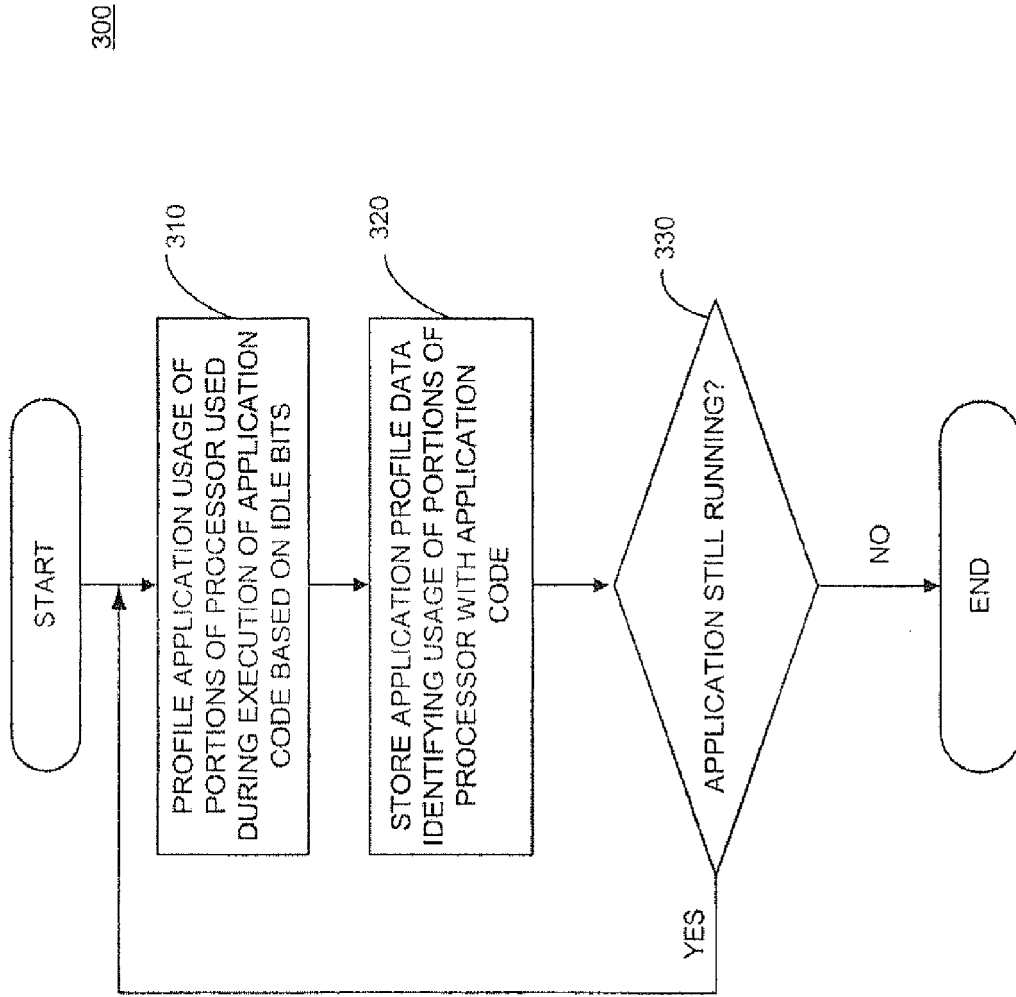 300
START
PROFILE APPLICATION USAGE OF
PORTIONS OF PROCESSOR USED
DURING EXECUTION OF APPLICATION
CODE BASED ON IDLE BITS
310
STORE APPLICATION PROFILE DATA
IDENTIFYING USAGE OF PORTIONS OF
PROCESSOR WITH APPLICATION
CODE
320
APPLICATION STILL RUNNING?
330
YES
NO
END